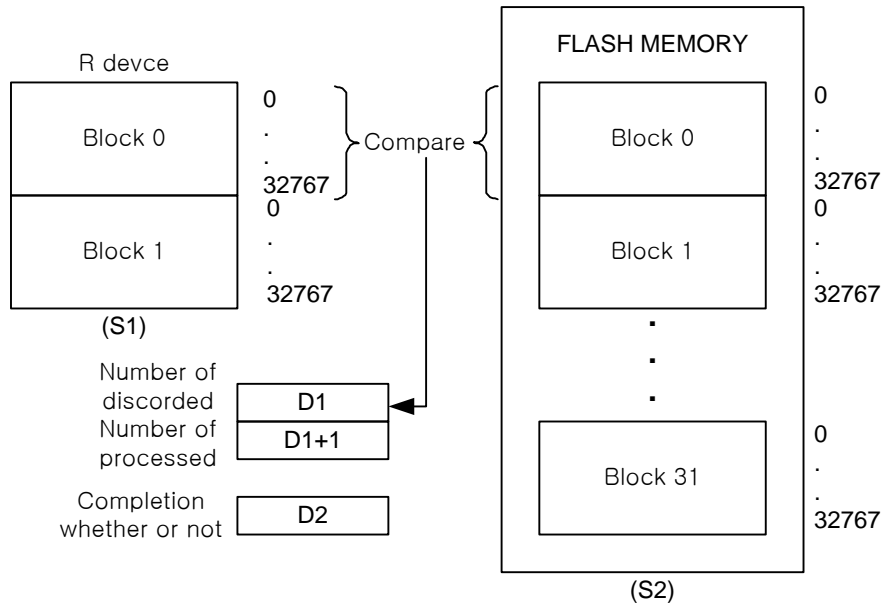 R devce
Block 0
0
.
.
32767
Block 1
0
.
.
32767
(S1)
Compare
FLASH MEMORY
Block 0
0
.
.
32767
Block 1
0
.
.
32767
.
.
.
Block 31
0
.
.
32767
(S2)
Number of
discorded
D1
Number of
processed
D1+1
Completion
whether or not
D2